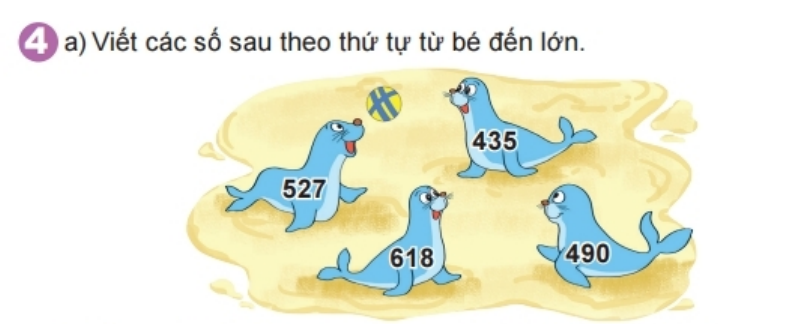 4 a) Viết các số sau theo thứ tự từ bé đến lớn.
435
527
618
490